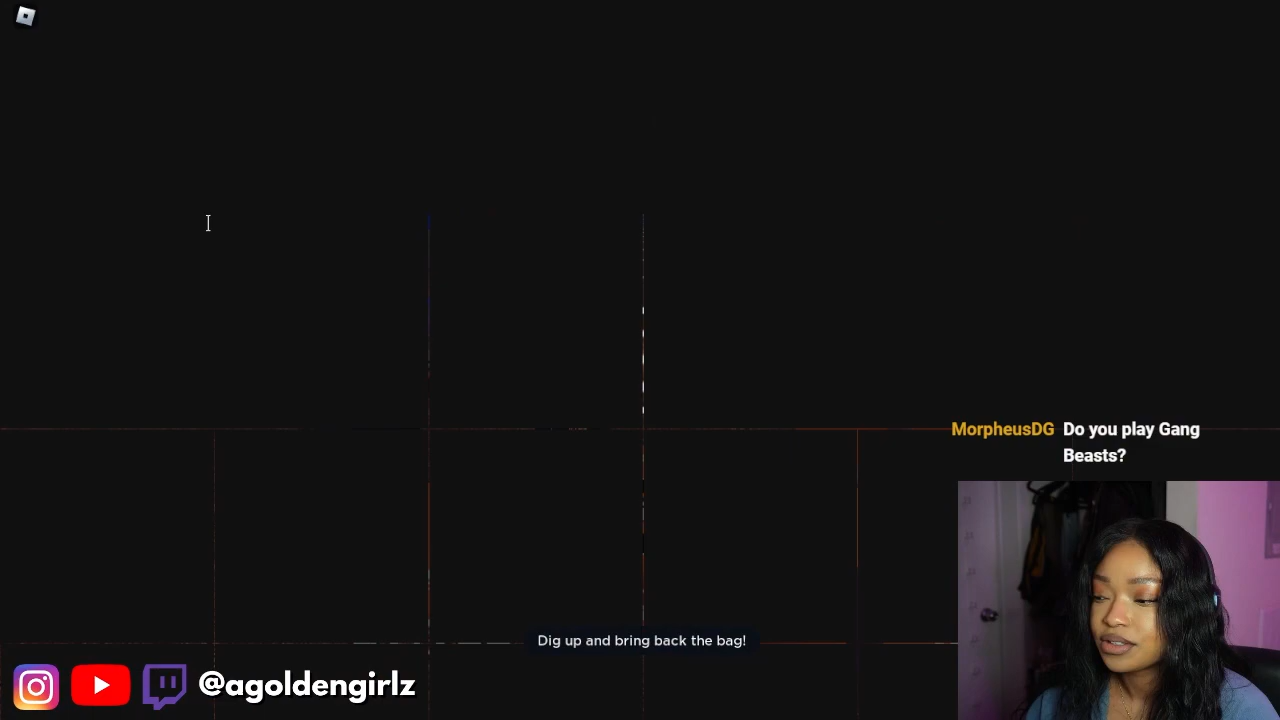 MorpheusDG Do you play Gang
Beasts?
Dig up and bring back the bag!
@agoldengirlz